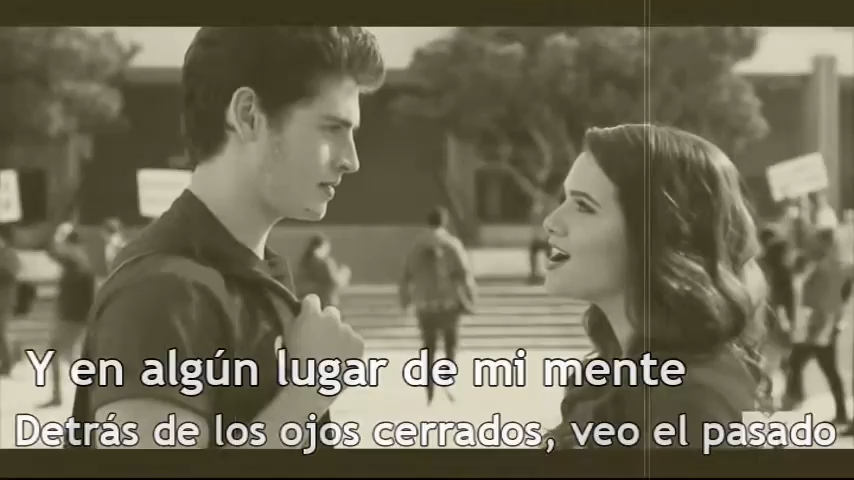 Y en algún lugar de mi mente
Detrás de los ojos cerrados, veo el pasado